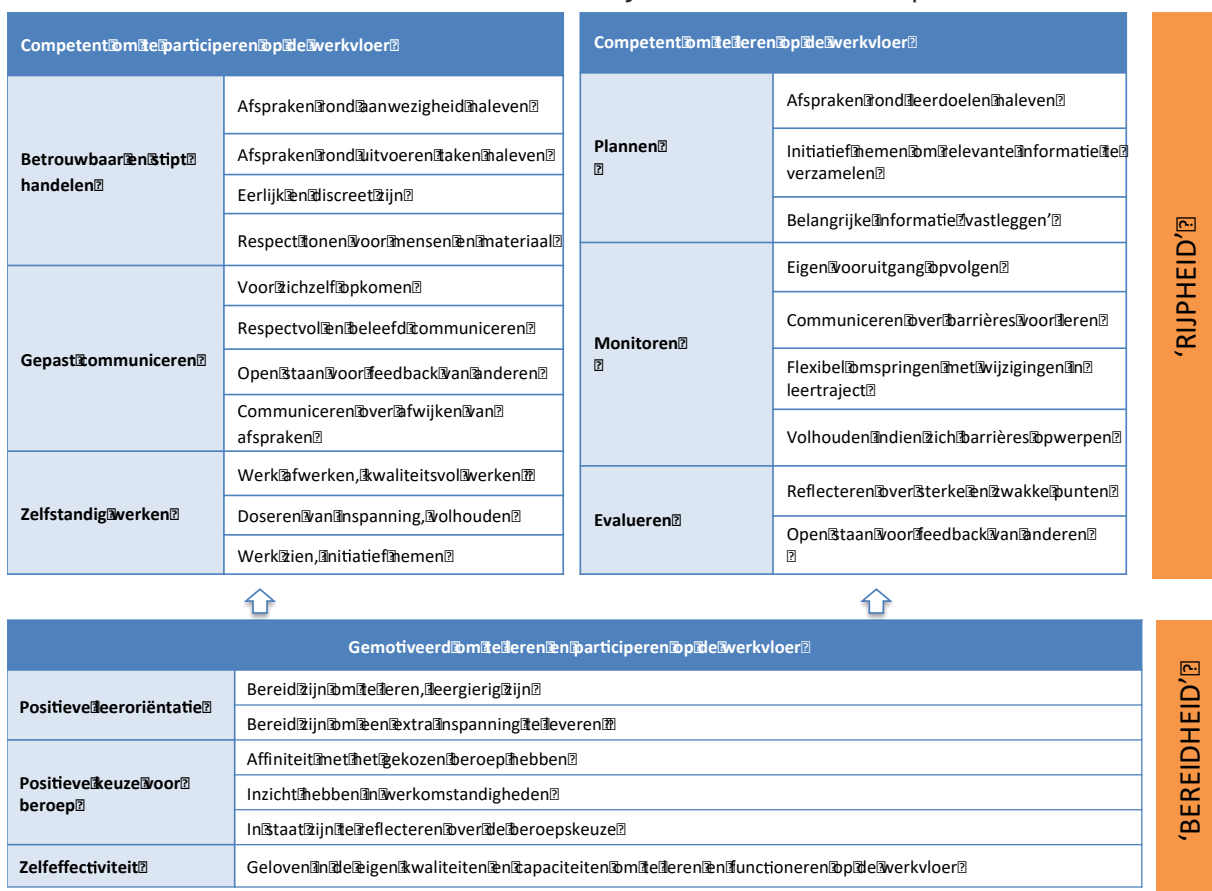 Competent om te participeren op de werkvloer
Betrouwbaar en stipt
handelen
Afspraken rond aanwezigheid naleven
Afspraken rond uitvoeren taken naleven
Eerlijk en discreet zijn
Respect tonen voor mensen en materiaal
Gepast communiceren
Voor zichzelf opkomen
Respectvol en beleefd communiceren
Open staan voor feedback van anderen
Communiceren over afwijken van
afspraken
Zelfstandig werken
Werk afwerken, kwaliteitsvol werken
Doseren van inspanning, volhouden
Werk zien, initiatief nemen
Competent om te leren op de werkvloer
Plannen
Afspraken rond leerdoelen naleven
Initiatief nemen om relevante informatie te
verzamelen
Belangrijke informatie 'vastleggen'
Monitoren
Eigen vooruitgang opvolgen
Communiceren over barrières voor leren
Flexibel omspringen met wijzigingen in
leertraject
Volhouden indien zich barrières opwerpen
Evalueren
Reflecteren over sterke en zwakke punten
Open staan voor feedback van anderen
'RIJPHEID'
Gemotiveerd om te leren en participeren op de werkvloer
Positieve leeroriëntatie
Bereid zijn om te leren, leergierig zijn
Bereid zijn om een extra inspanning te leveren
Positieve keuze voor
beroep
Affiniteit met het gekozen beroep hebben
Inzicht hebben in werkomstandigheden
In staat zijn te reflecteren over de beroepskeuze
Zelfeffectiviteit
Geloven in de eigen kwaliteiten en capaciteiten om te leren en functioneren op de werkvloer
'BEREIDHEID'